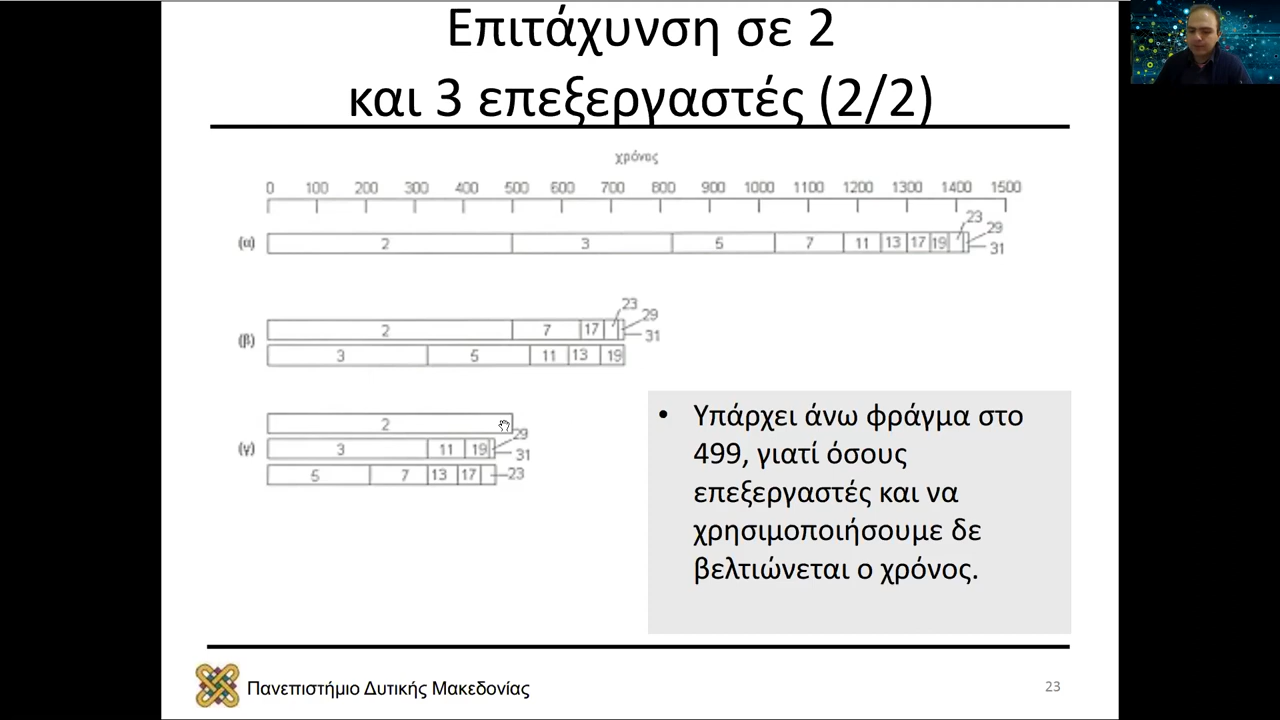 Επιτάχυνση σε 2
και 3 επεξεργαστές (2/2)
χρόνος
0 100 200 300 400 500 600 700 800 900 1000 1100 1200 1300 1400 1500
23
29
(α) 2 3 5 7 11 13 17 19
31
23
29
2 7 17
31
(β)
3 5 11 13 19
2
29
(γ) 3 11 19
31
5 7 13 17 23
• Υπάρχει άνω φράγμα στο
499, γιατί όσους
επεξεργαστές και να
χρησιμοποιήσουμε δε
βελτιώνεται ο χρόνος.
Πανεπιστήμιο Δυτικής Μακεδονίας
23